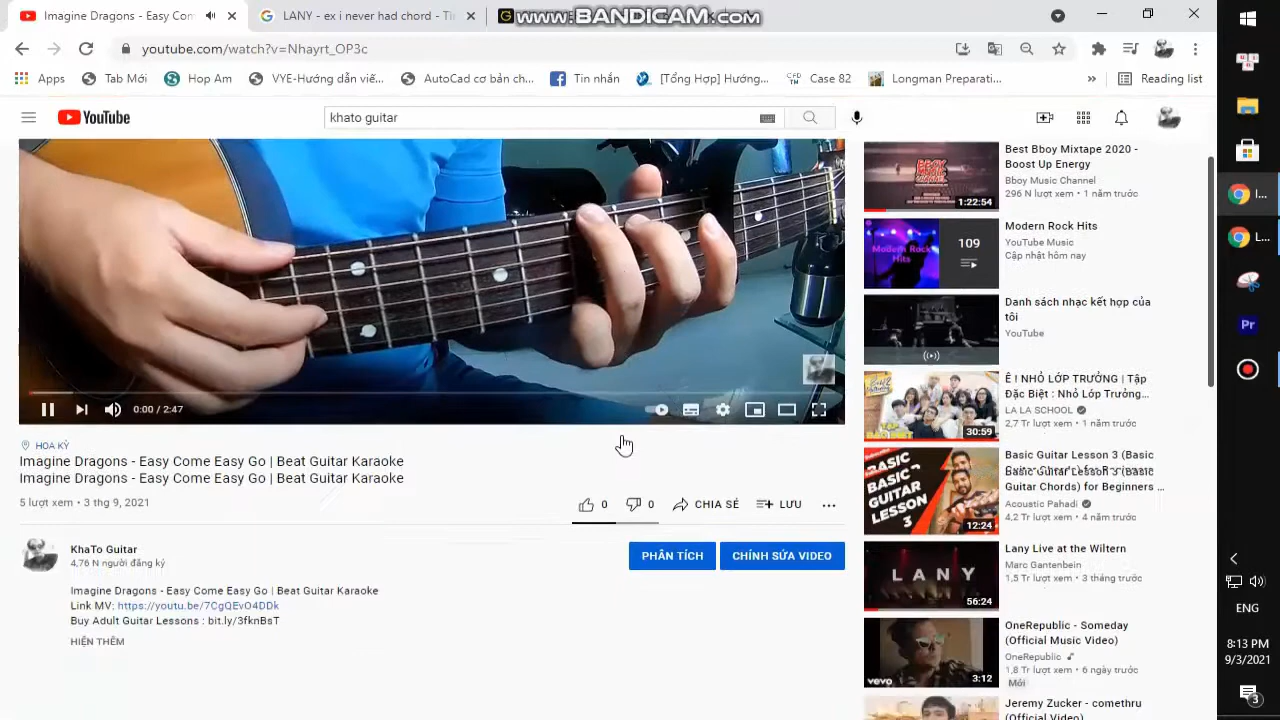 Imagine Dragons - Easy Com
LANY - ex i never had chord - Tì
www.BANDICAM.com
youtube.com/watch?v=Nhayrt_OP3c
Apps
Tab Mới
Hop Am
VYE-Hướng dẫn viế...
AutoCad cơ bản ch...
Tin nhắn
[Tổng Hợp] Hướng...
Case 82
Longman Preparati...
»
Reading list
YouTube
khato guitar
0:00 / 2:47
HOA KỲ
Imagine Dragons - Easy Come Easy Go | Beat Guitar Karaoke
Imagine Dragons - Easy Come Easy Go | Beat Guitar Karaoke
5 lượt xem • 3 thg 9, 2021
0
0
CHIA SẺ
LƯU
KhaTo Guitar
4,76 N người đăng ký
PHÂN TÍCH
CHỈNH SỬA VIDEO
Imagine Dragons - Easy Come Easy Go | Beat Guitar Karaoke
Link MV: https://youtu.be/7CgQEvO4DDk
Buy Adult Guitar Lessons : bit.ly/3fknBsT
HIỆN THÊM
1:22:54
Best Bboy Mixtape 2020 -
Boost Up Energy
Bboy Music Channel
296 N lượt xem • 1 năm trước
Modern Rock
Hits
109
Modern Rock Hits
YouTube Music
Cập nhật hôm nay
Danh sách nhạc kết hợp của
tôi
YouTube
30:59
Ê ! NHỎ LỚP TRƯỞNG | Tập
Đặc Biệt : Nhỏ Lớp Trưởng...
LA LA SCHOOL
2,7 Tr lượt xem • 1 năm trước
BASIC
GUITAR
LESSON
3
12:24
Basic Guitar Lesson 3 (Basic
Guitar Chords) for Beginners ...
Acoustic Pahadi
4,2 Tr lượt xem • 4 năm trước
LANY
56:24
Lany Live at the Wiltern
Marc Gantenbein
1,5 Tr lượt xem • 3 tháng trước
vevo
3:12
OneRepublic - Someday
(Official Music Video)
OneRepublic
1,8 Tr lượt xem • 6 ngày trước
Mới
Jeremy Zucker - comethru
(Official Video)
I...
L...
Pr
ENG
8:13 PM
9/3/2021
3